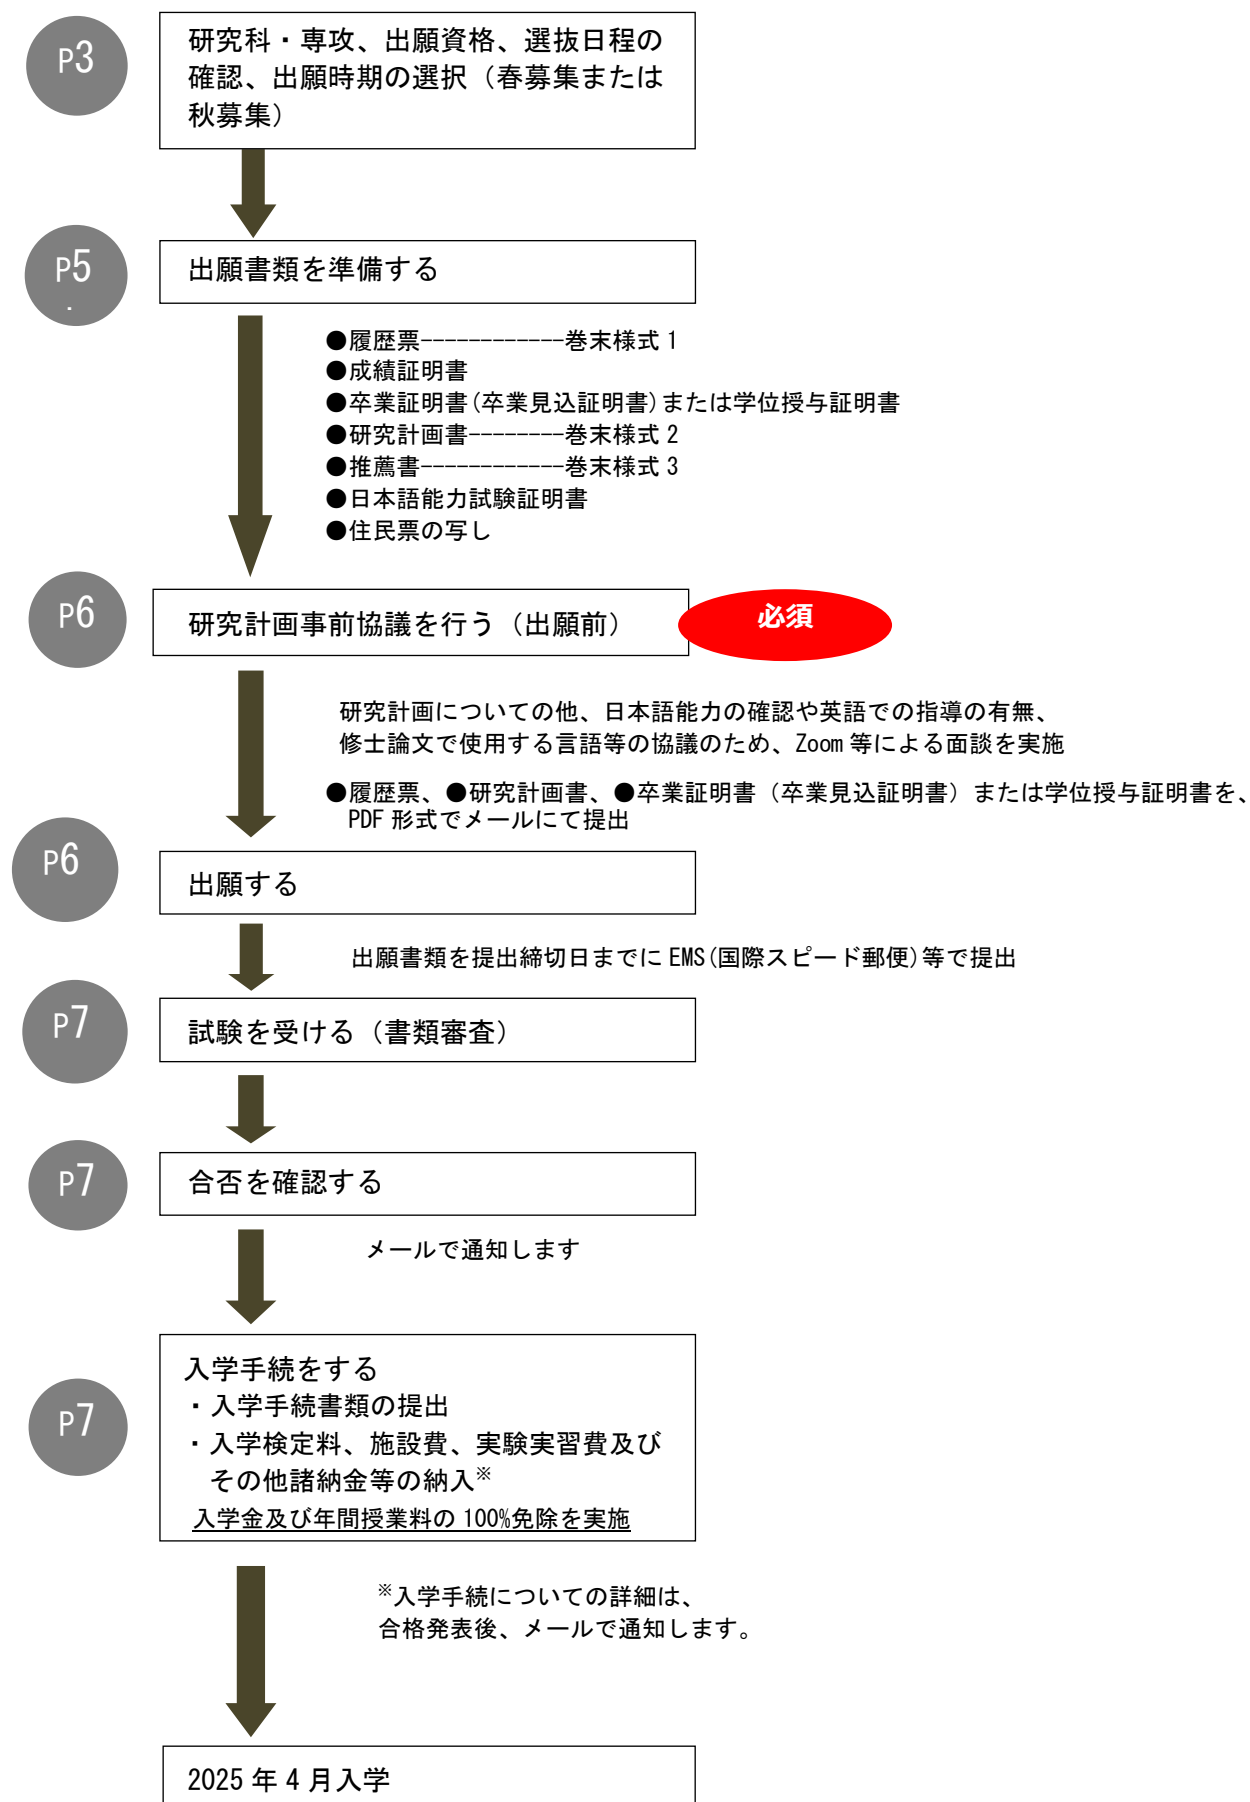 P3
研究科・専攻、出願資格、選抜日程の
確認、出願時期の選択（春募集または
秋募集）
P5
.
出願書類を準備する
●履歴票------------巻末様式 1
●成績証明書
●卒業証明書(卒業見込証明書)または学位授与証明書
●研究計画書--------巻末様式 2
●推薦書------------巻末様式 3
●日本語能力試験証明書
●住民票の写し
P6
研究計画事前協議を行う（出願前）
必須
研究計画についての他、日本語能力の確認や英語での指導の有無、
修士論文で使用する言語等の協議のため、Zoom 等による面談を実施
●履歴票、●研究計画書、●卒業証明書（卒業見込証明書）または学位授与証明書を、
PDF 形式でメールにて提出
P6
出願する
出願書類を提出締切日までに EMS(国際スピード郵便)等で提出
P7
試験を受ける（書類審査）
P7
合否を確認する
メールで通知します
P7
入学手続をする
・入学手続書類の提出
・入学検定料、施設費、実験実習費及び
その他諸納金等の納入※
入学金及び年間授業料の 100%免除を実施
※入学手続についての詳細は、
合格発表後、メールで通知します。
2025 年 4 月入学